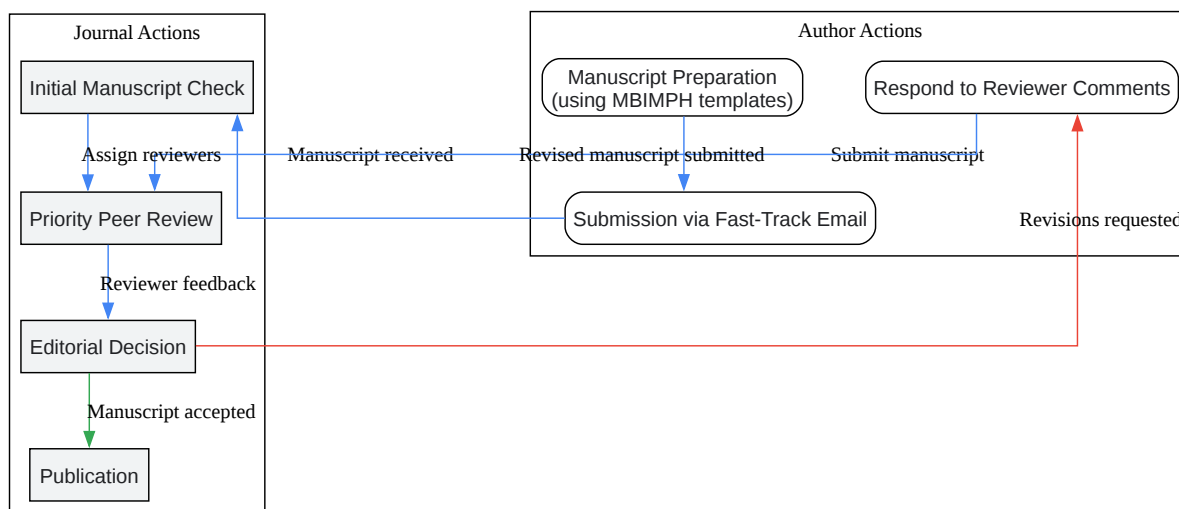 Journal Actions
Author Actions
Initial Manuscript Check
Manuscript Preparation
(using MBIMPH templates)
Respond to Reviewer Comments
Assign reviewers
Manuscript received
Revised manuscript submitted
Submit manuscript
Priority Peer Review
Submission via Fast-Track Email
Revisions requested
Reviewer feedback
Editorial Decision
Manuscript accepted
Publication